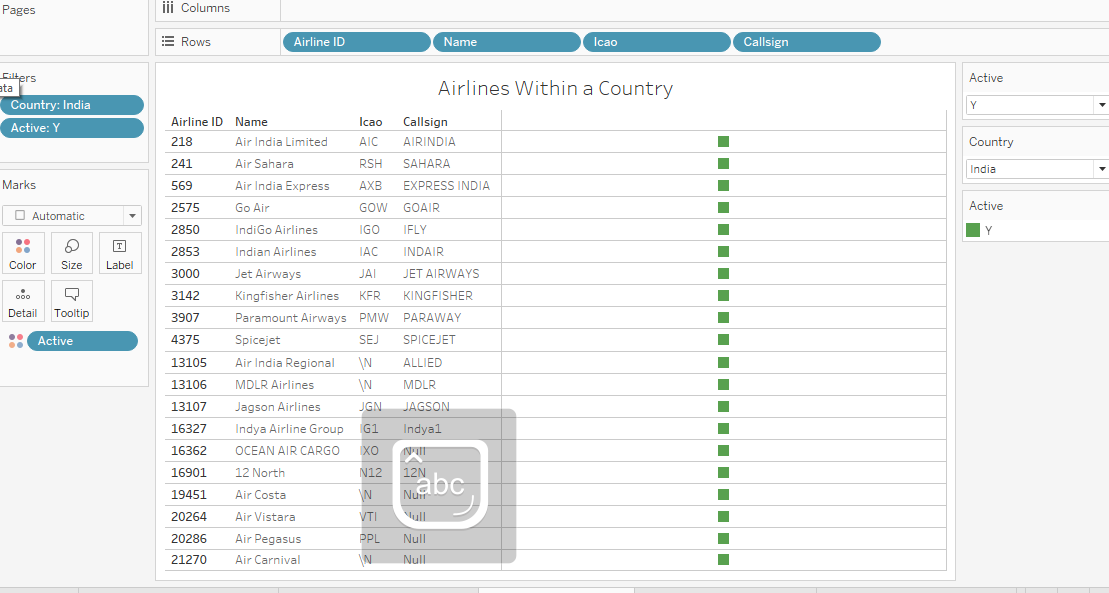 Pages
Columns
Rows Airline ID Name Icao Callsign
Filters
ata
Country: India
Active: Y
Marks
Automatic
Color Size Label
Detail Tooltip
Active
Airlines Within a Country
Airline ID Name Icao Callsign
218 Air India Limited AIC AIRINDIA
241 Air Sahara RSH SAHARA
569 Air India Express AXB EXPRESS INDIA
2575 Go Air GOW GOAIR
2850 IndiGo Airlines IGO IFLY
2853 Indian Airlines IAC INDAIR
3000 Jet Airways JAI JET AIRWAYS
3142 Kingfisher Airlines KFR KINGFISHER
3907 Paramount Airways PMW PARAWAY
4375 Spicejet SEJ SPICEJET
13105 Air India Regional \N ALLIED
13106 MDLR Airlines \N MDLR
13107 Jagson Airlines JGN JAGSON
16327 Indya Airline Group IG1 Indya1
16362 OCEAN AIR CARGO IXO Null
16901 12 North N12 12N
19451 Air Costa \N Null
20264 Air Vistara VTI Null
20286 Air Pegasus PPL Null
21270 Air Carnival \N Null
abc
Active
Y
Country
India
Active
Y